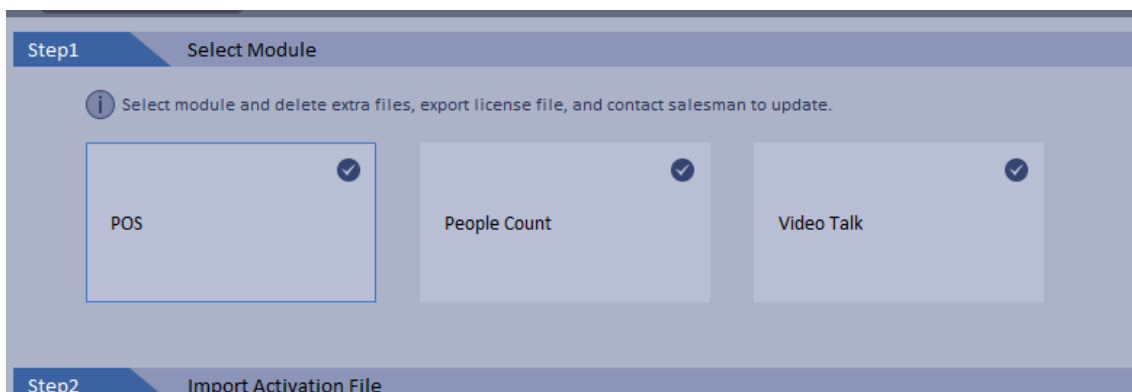 Step1 Select Module
Select module and delete extra files, export license file, and contact salesman to update.
POS People Count Video Talk
Step2 Import Activation File